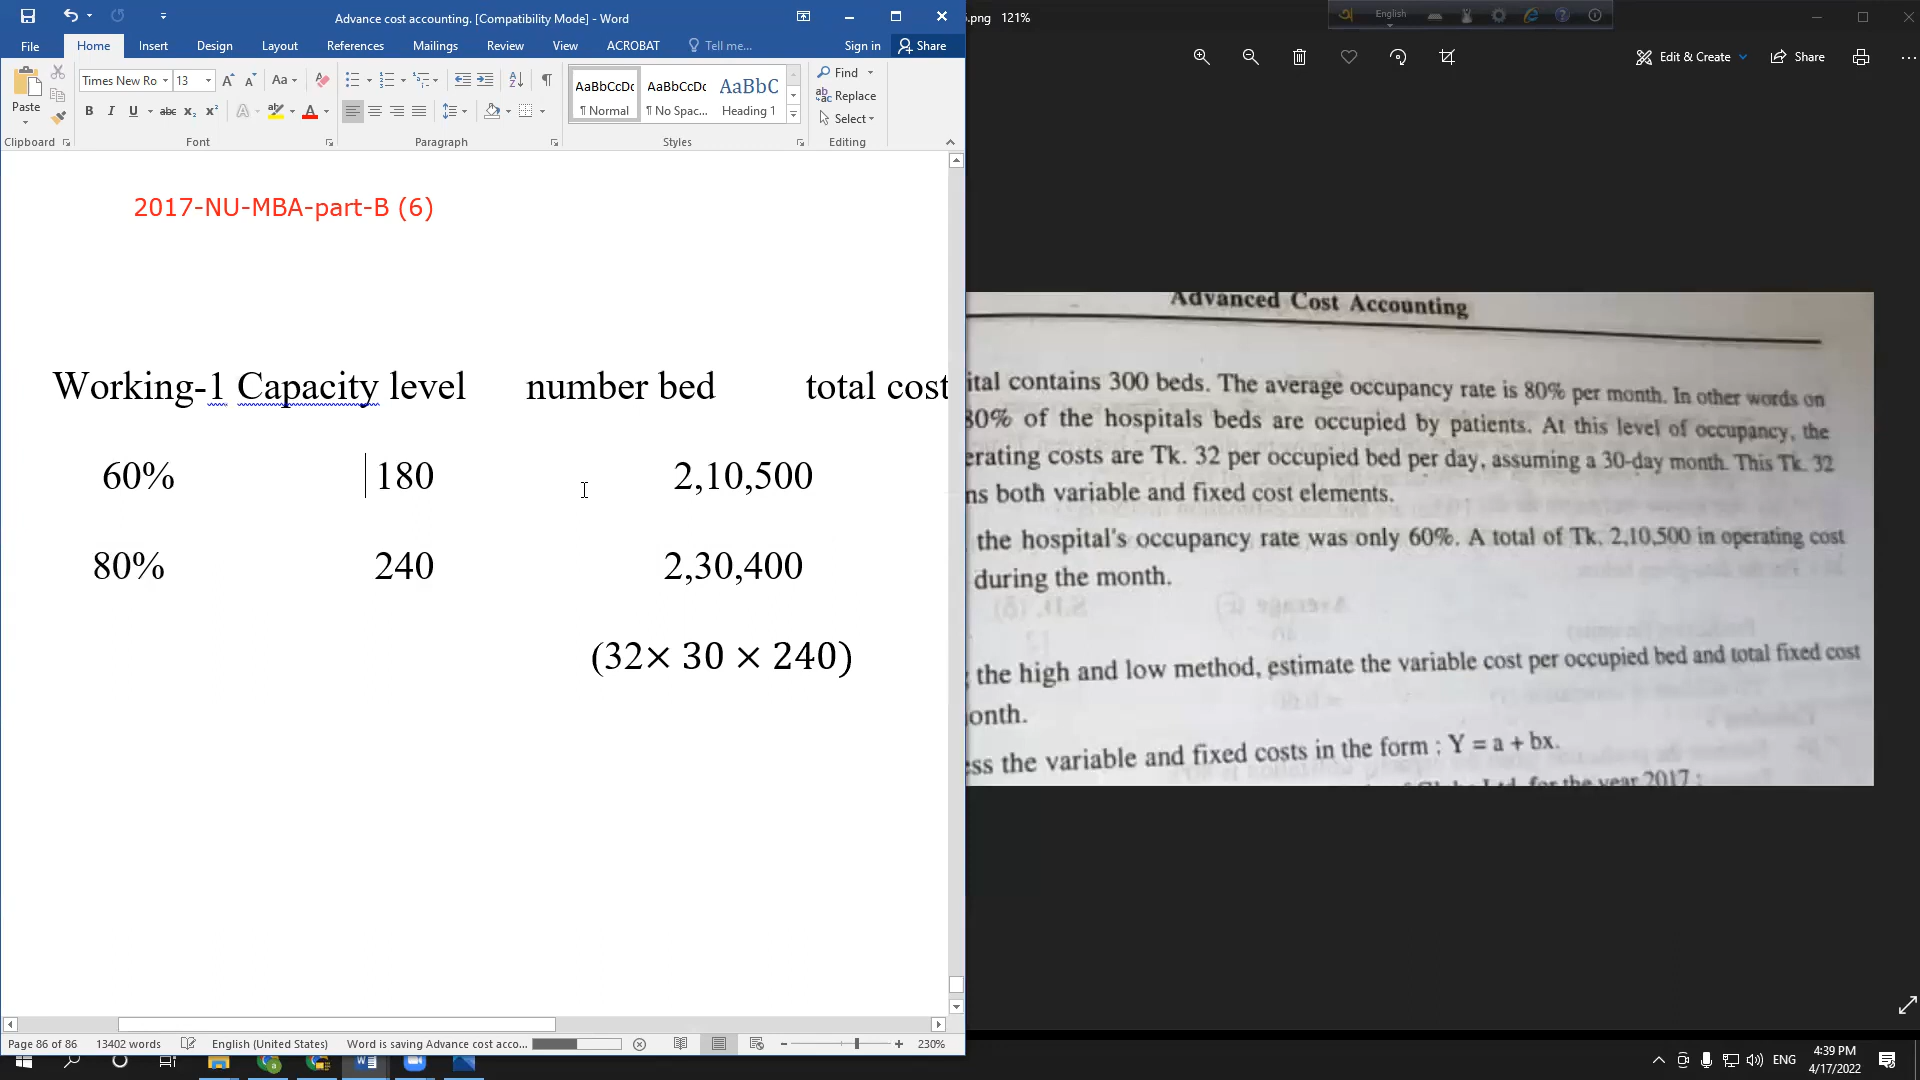 Advance cost accounting. [Compatibility Mode] - Word
.png 121%
English
File Home Insert Design Layout References Mailings Review View ACROBAT Tell me... Sign in Share
Edit & Create Share
Paste
Times New Ro 13
AaBbCcDc AaBbCcDc AaBbC
¶ Normal ¶ No Spac... Heading 1
Find
Replace
Select
Clipboard Font Paragraph Styles Editing
2017-NU-MBA-part-B (6)
Working-1 Capacity level number bed total cost
60% 180 2,10,500
80% 240 2,30,400
(32× 30 × 240)
Advanced Cost Accounting
ital contains 300 beds. The average occupancy rate is 80% per month. In other words on
80% of the hospitals beds are occupied by patients. At this level of occupancy, the
erating costs are Tk. 32 per occupied bed per day, assuming a 30-day month. This Tk. 32
ns both variable and fixed cost elements.
the hospital's occupancy rate was only 60%. A total of Tk. 2,10,500 in operating cost
during the month.
the high and low method, estimate the variable cost per occupied bed and total fixed cost
onth.
ess the variable and fixed costs in the form : Y = a + bx.
Ltd. for the year 2017 :
Page 86 of 86 13402 words English (United States) Word is saving Advance cost acco... 230%
ENG
4:39 PM
4/17/2022